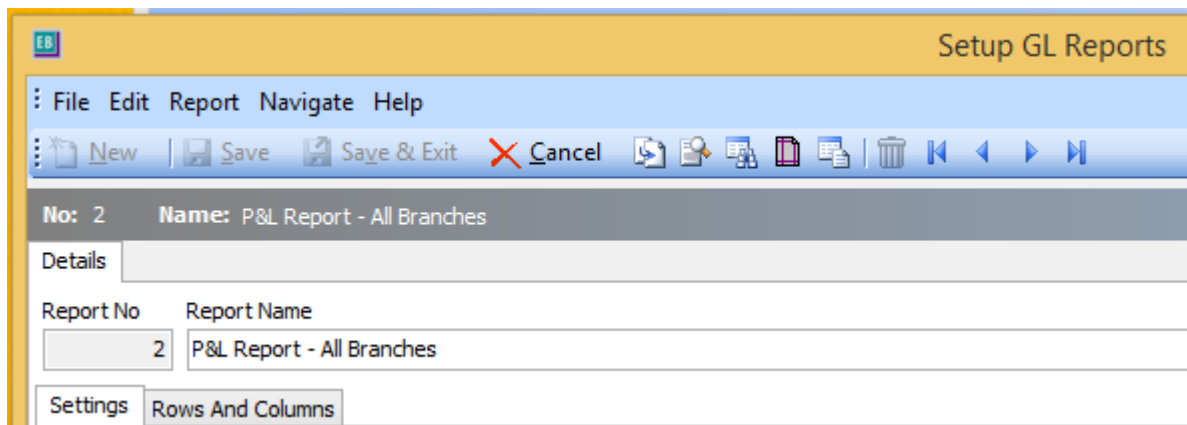 EB Setup GL Reports
File Edit Report Navigate Help
New Save Save & Exit Cancel
No: 2 Name: P&L Report - All Branches
Details
Report No Report Name
2 P&L Report - All Branches
Settings Rows And Columns